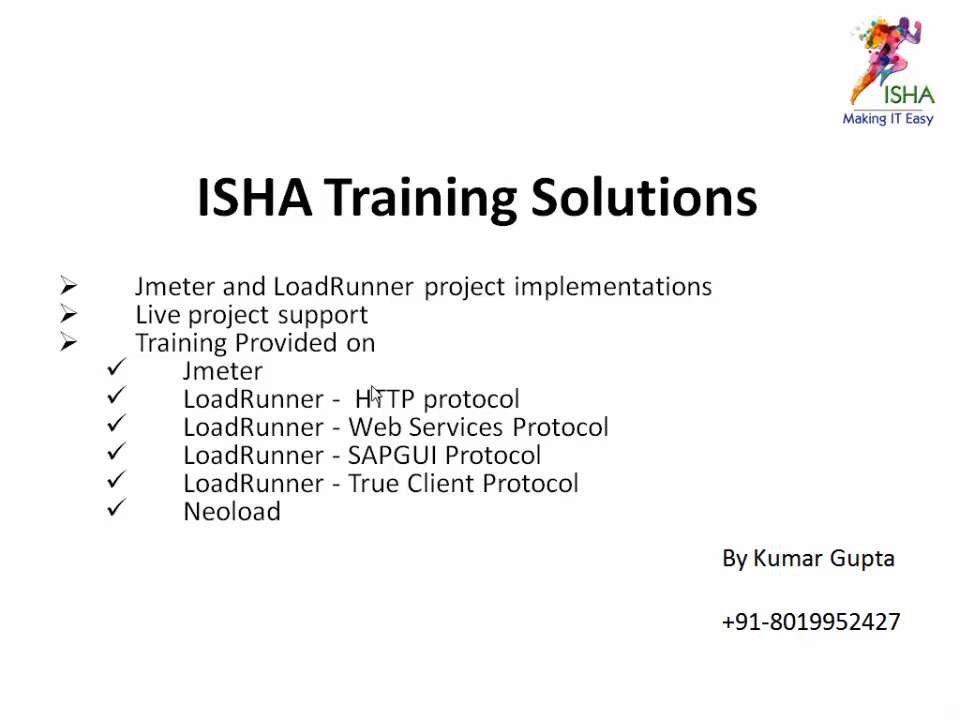 ISHA
Making IT Easy
ISHA Training Solutions
Jmeter and LoadRunner project implementations
Live project support
Training Provided on
Jmeter
LoadRunner - HTTP protocol
LoadRunner - Web Services Protocol
LoadRunner - SAPGUI Protocol
LoadRunner - True Client Protocol
Neoload
By Kumar Gupta
+91-8019952427